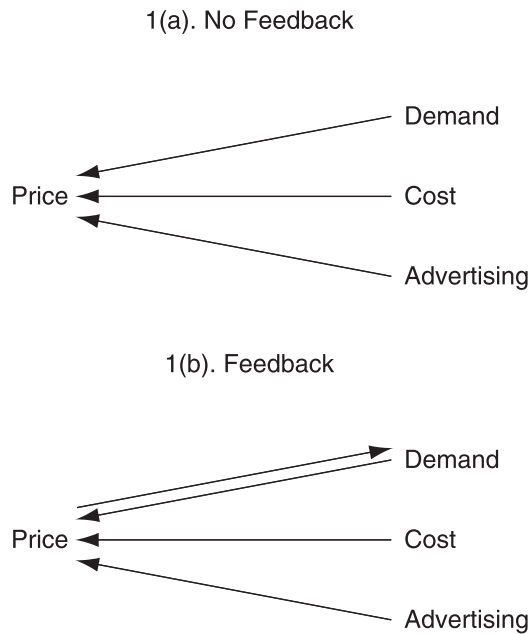 1(a). No Feedback
Demand
Price
Cost
Advertising
1(b). Feedback
Demand
Price
Cost
Advertising